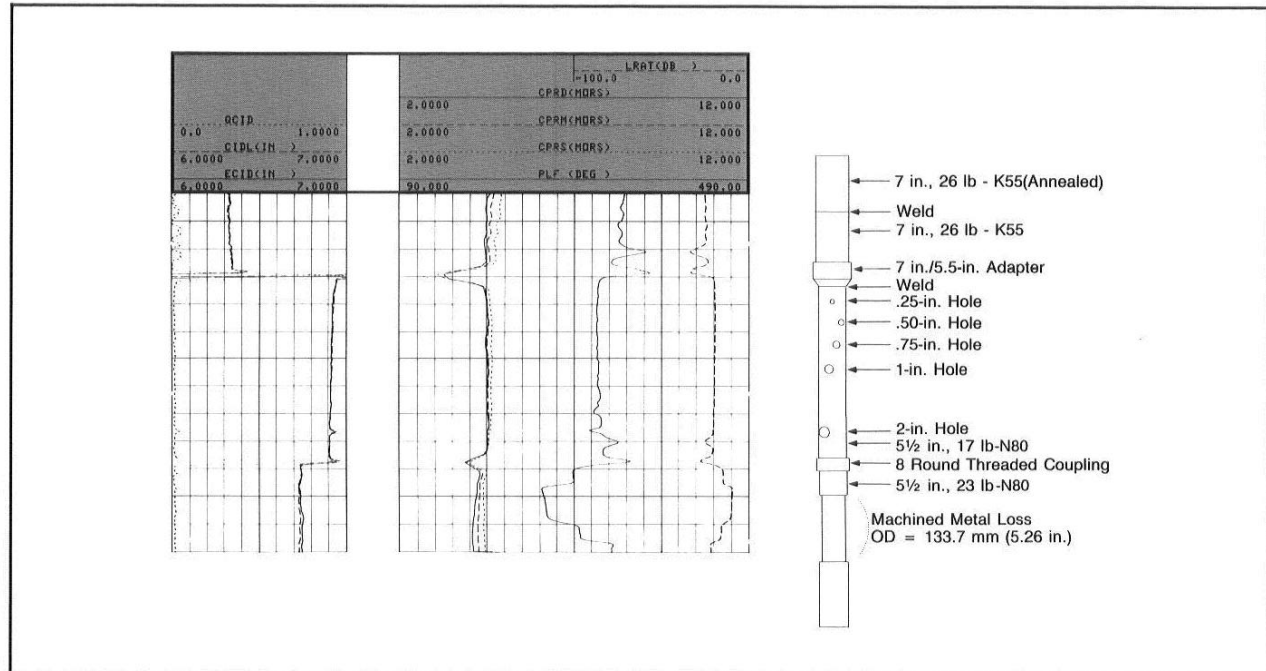 LRAT(DB )
-100.0 0.0
CPRD(MORS)
2.0000 12.000
CPRM(MORS)
2.0000 12.000
CPRS(MORS)
2.0000 12.000
PLF (DEG )
90.000 490.00
QCID
0.0 1.0000
CIDL(IN )
6.0000 7.0000
ECID(IN )
6.0000 7.0000
7 in., 26 lb - K55(Annealed)
Weld
7 in., 26 lb - K55
7 in./5.5-in. Adapter
Weld
.25-in. Hole
.50-in. Hole
.75-in. Hole
1-in. Hole
2-in. Hole
5½ in., 17 lb-N80
8 Round Threaded Coupling
5½ in., 23 lb-N80
Machined Metal Loss
OD = 133.7 mm (5.26 in.)